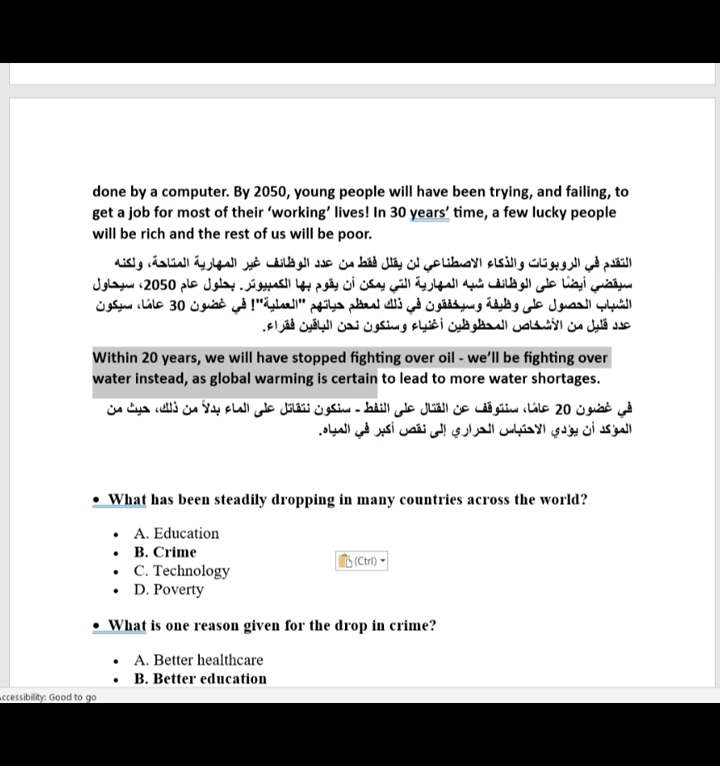 done by a computer. By 2050, young people will have been trying, and failing, to
get a job for most of their ‘working’ lives! In 30 years’ time, a few lucky people
will be rich and the rest of us will be poor.
التقدم في الروبوتات والذكاء الاصطناعي لن يقلل فقط من عدد الوظائف غير المهارية المتاحة، ولكنه
سيقضي أيضًا على الوظائف شبه المهارية التي يمكن أن يقوم بها الكمبيوتر. بحلول عام 2050، سيحاول
الشباب الحصول على وظيفة وسيخفقون في ذلك لمعظم حياتهم "العملية"! في غضون 30 عامًا، سيكون
عدد قليل من الأشخاص المحظوظين أغنياء وسنكون نحن الباقين فقراء.
Within 20 years, we will have stopped fighting over oil - we’ll be fighting over
water instead, as global warming is certain to lead to more water shortages.
في غضون 20 عامًا، سنتوقف عن القتال على النفط - سنكون نتقاتل على الماء بدلاً من ذلك، حيث من
المؤكد أن يؤدي الاحتباس الحراري إلى نقص أكبر في المياه.
• What has been steadily dropping in many countries across the world?
• A. Education
• B. Crime
(Ctrl)
• C. Technology
• D. Poverty
• What is one reason given for the drop in crime?
• A. Better healthcare
• B. Better education
ccessibility: Good to go